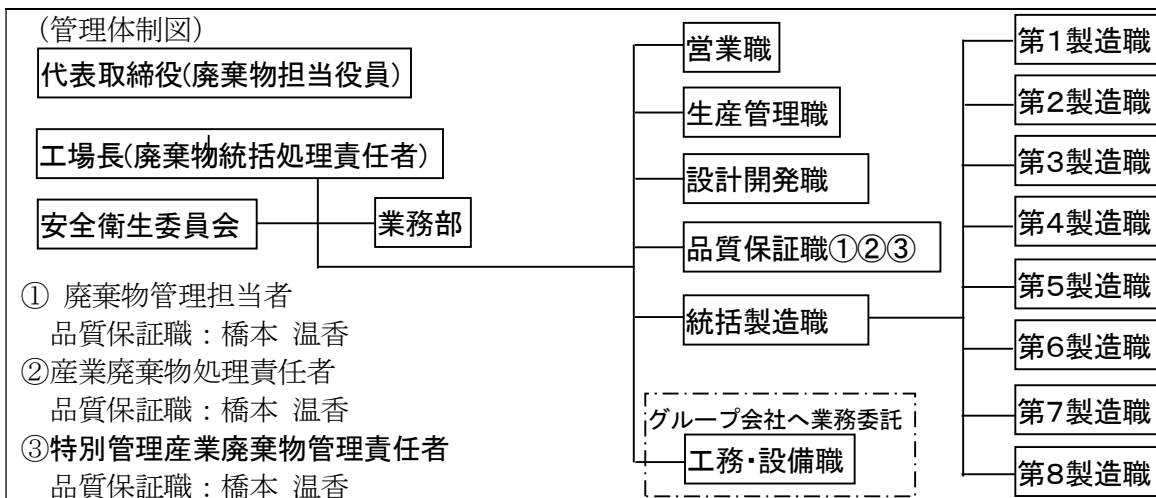 (管理体制図)
代表取締役(廃棄物担当役員)
工場長(廃棄物統括処理責任者)
安全衛生委員会
業務部
① 廃棄物管理担当者
品質保証職:橋本 温香
②産業廃棄物処理責任者
品質保証職:橋本 温香
③特別管理産業廃棄物管理責任者
品質保証職:橋本 温香
営業職
生産管理職
設計開発職
品質保証職①②③
統括製造職
グループ会社へ業務委託
工務・設備職
第1製造職
第2製造職
第3製造職
第4製造職
第5製造職
第6製造職
第7製造職
第8製造職